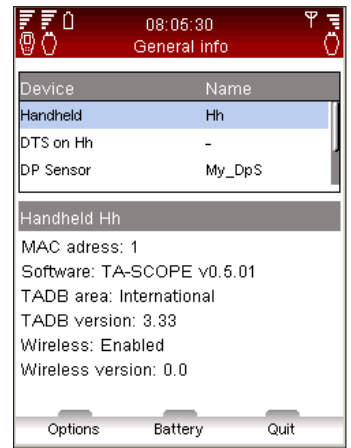 08:05:30
General info
Device Name
Handheld Hh
DTS on Hh -
DP Sensor My_DpS
Handheld Hh
MAC adress: 1
Software: TA-SCOPE v0.5.01
TADB area: International
TADB version: 3.33
Wireless: Enabled
Wireless version: 0.0
Options Battery Quit